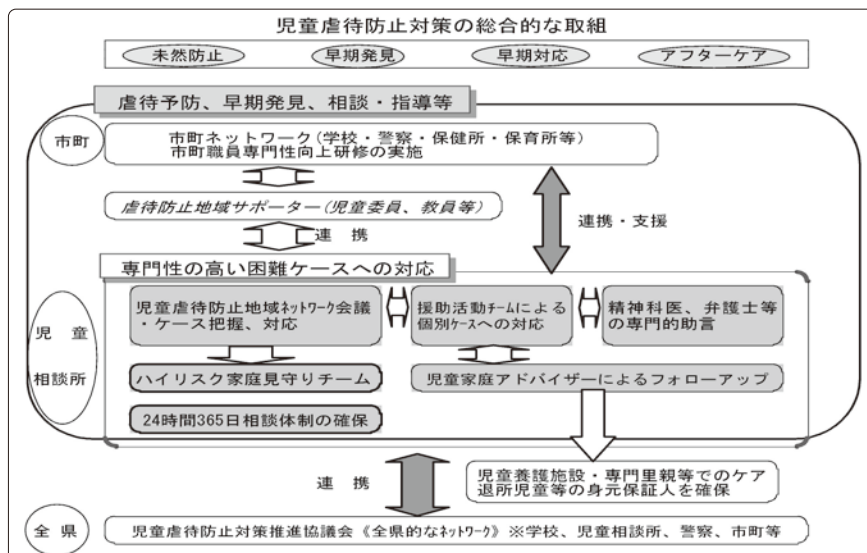 児童虐待防止対策の総合的な取組
未然防止 早期発見 早期対応 アフターケア
虐待予防、早期発見、相談・指導等
市町
市町ネットワーク(学校・警察・保健所・保育所等)
市町職員専門性向上研修の実施
虐待防止地域サポーター(児童委員、教員等)
連携・支援
連 携
専門性の高い困難ケースへの対応
児 童
相談所
児童虐待防止地域ネットワーク会議
・ケース把握、対応
援助活動チームによる
個別ケースへの対応
精神科医、弁護士等
の専門的助言
ハイリスク家庭見守りチーム
児童家庭アドバイザーによるフォローアップ
24時間365日相談体制の確保
連 携
児童養護施設・専門里親等でのケア
退所児童等の身元保証人を確保
全 県
児童虐待防止対策推進協議会《全県的なネットワーク》※学校、児童相談所、警察、市町等